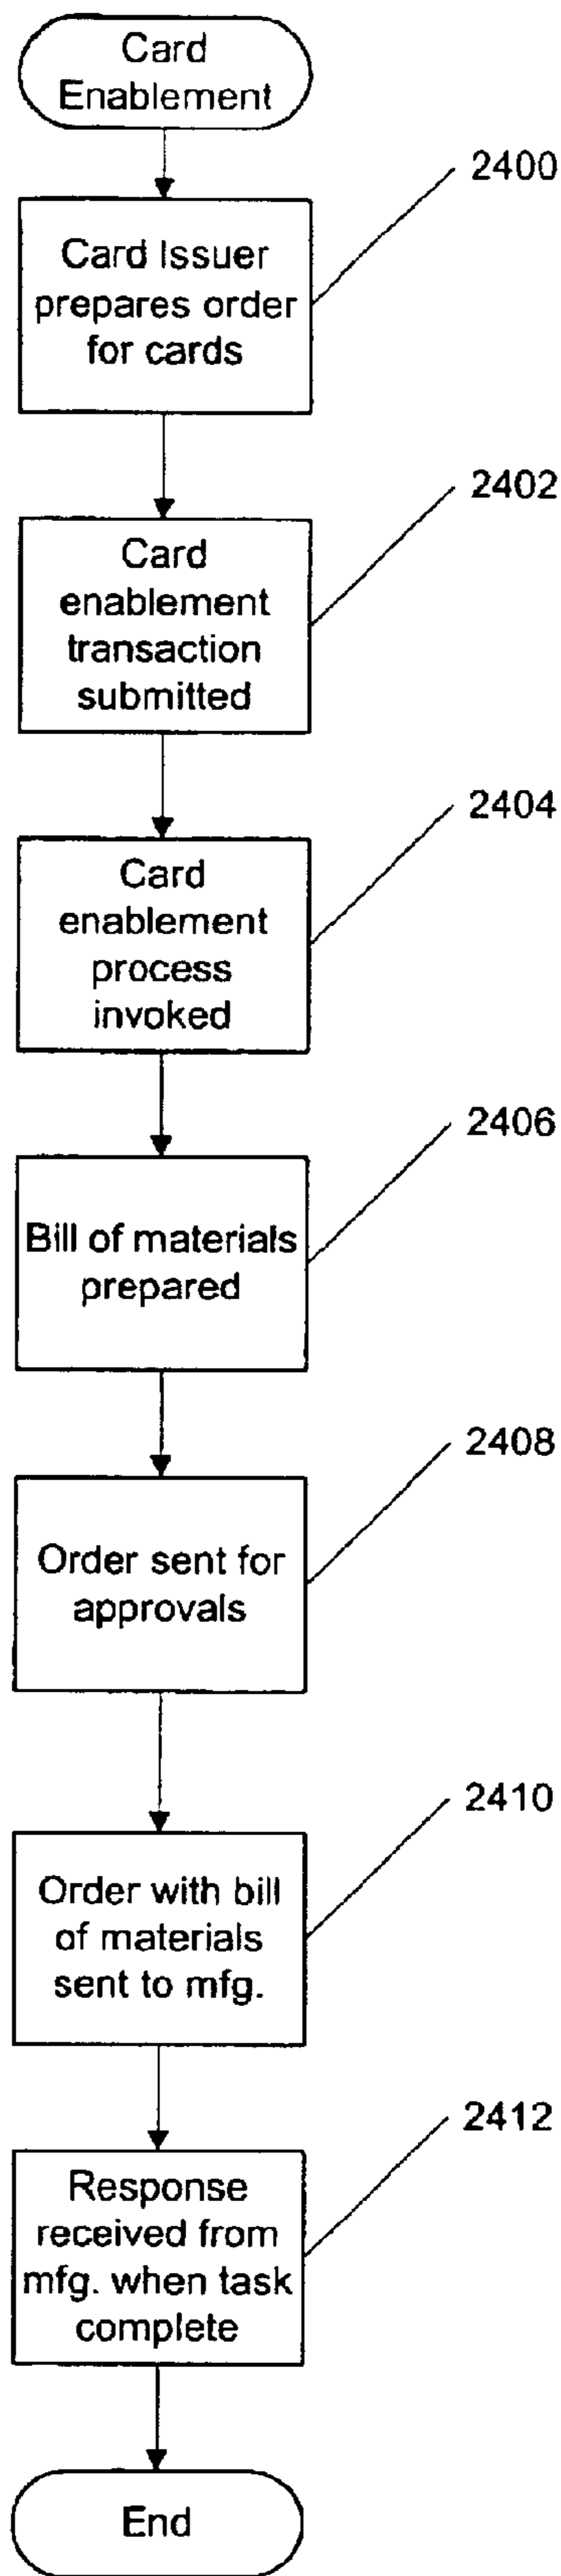 Card
Enablement
2400
Card Issuer
prepares order
for cards
2402
Card
enablement
transaction
submitted
2404
Card
enablement
process
invoked
2406
Bill of materials
prepared
2408
Order sent for
approvals
2410
Order with bill
of materials
sent to mfg.
2412
Response
received from
mfg. when task
complete
End